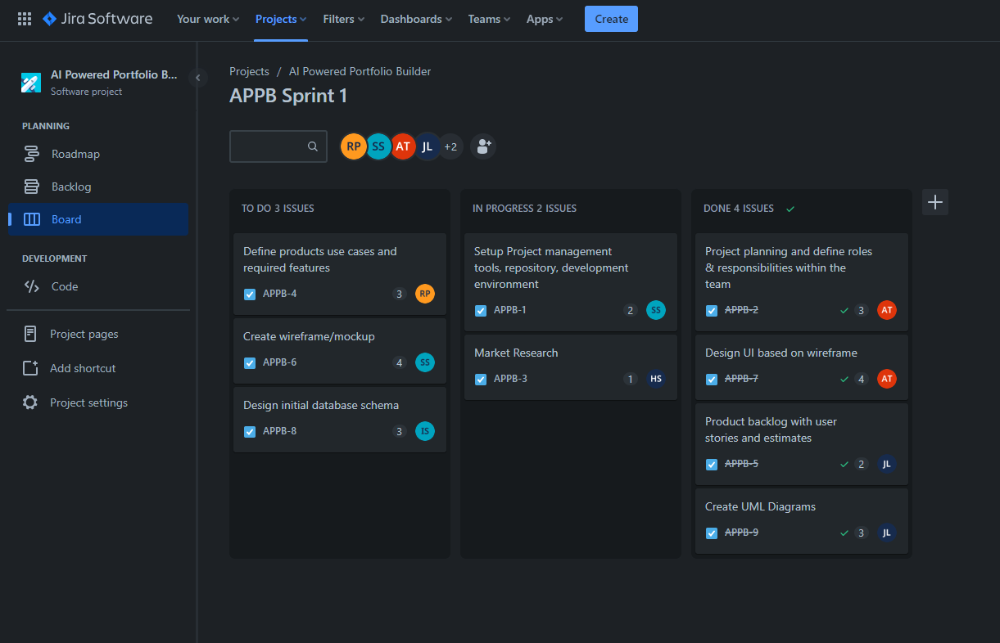 Jira Software
Your work
Projects
Filters
Dashboards
Teams
Apps
Create
AI Powered Portfolio B...
Software project
PLANNING
Roadmap
Backlog
Board
DEVELOPMENT
Code
Project pages
Add shortcut
Project settings
Projects / AI Powered Portfolio Builder
APPB Sprint 1
RP SS AT JL +2
TO DO 3 ISSUES
Define products use cases and
required features
APPB-4 3 RP
Create wireframe/mockup
APPB-6 4 SS
Design initial database schema
APPB-8 3 IS
IN PROGRESS 2 ISSUES
Setup Project management
tools, repository, development
environment
APPB-1 2 SS
Market Research
APPB-3 1 HS
DONE 4 ISSUES
Project planning and define roles
& responsibilities within the
team
APPB-2 3 AT
Design UI based on wireframe
APPB-7 4 AT
Product backlog with user
stories and estimates
APPB-5 2 JL
Create UML Diagrams
APPB-9 3 JL